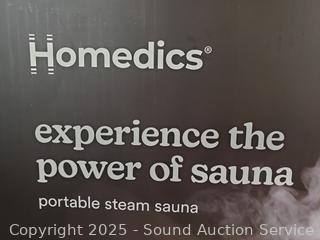 Homedics®
experience the
power of sauna
portable steam sauna
Copyright 2025 - Sound Auction Service